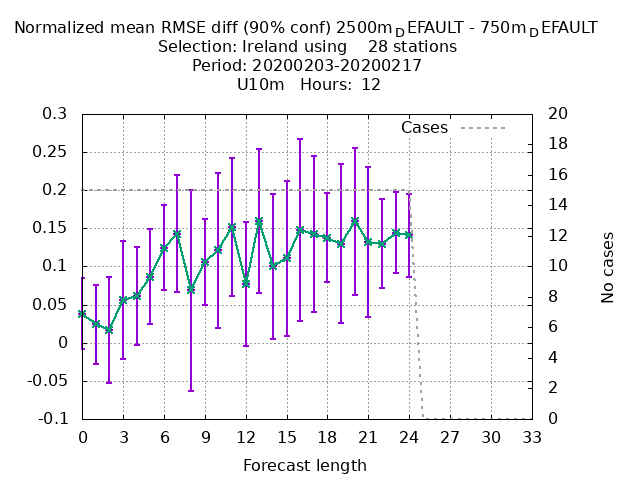 Normalized mean RMSE diff (90% conf) 2500m_DEFAULT - 750m_DEFAULT
Selection: Ireland using    28 stations
Period: 20200203-20200217
U10m   Hours:  12
0.3
0.25
0.2
0.15
0.1
0.05
0
-0.05
-0.1
Cases
20
18
16
14
12
10
8
6
4
2
0
No cases
0 3 6 9 12 15 18 21 24 27 30 33
Forecast length